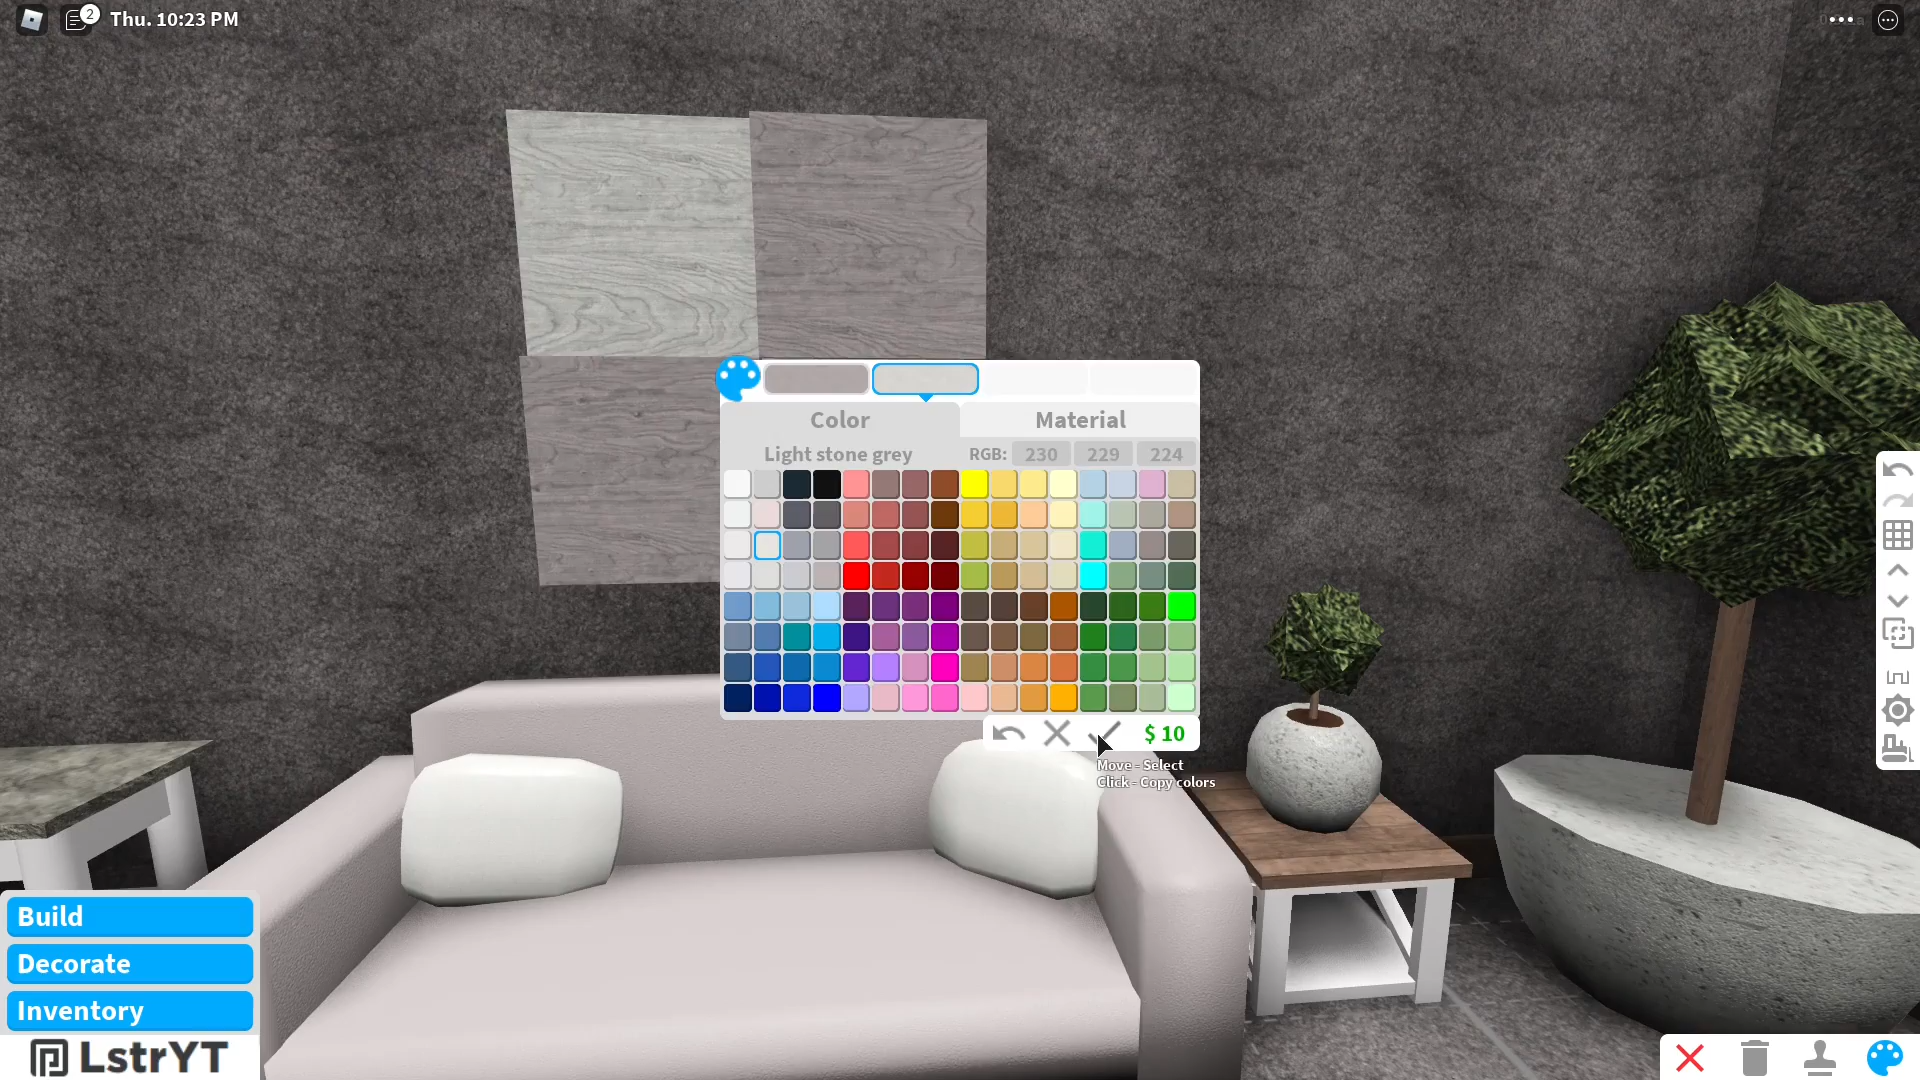 2
Thu. 10:23 PM
Color
Material
Light stone grey
RGB: 230 229 224
$ 10
Move - Select
Click - Copy colors
Build
Decorate
Inventory
LstrYT